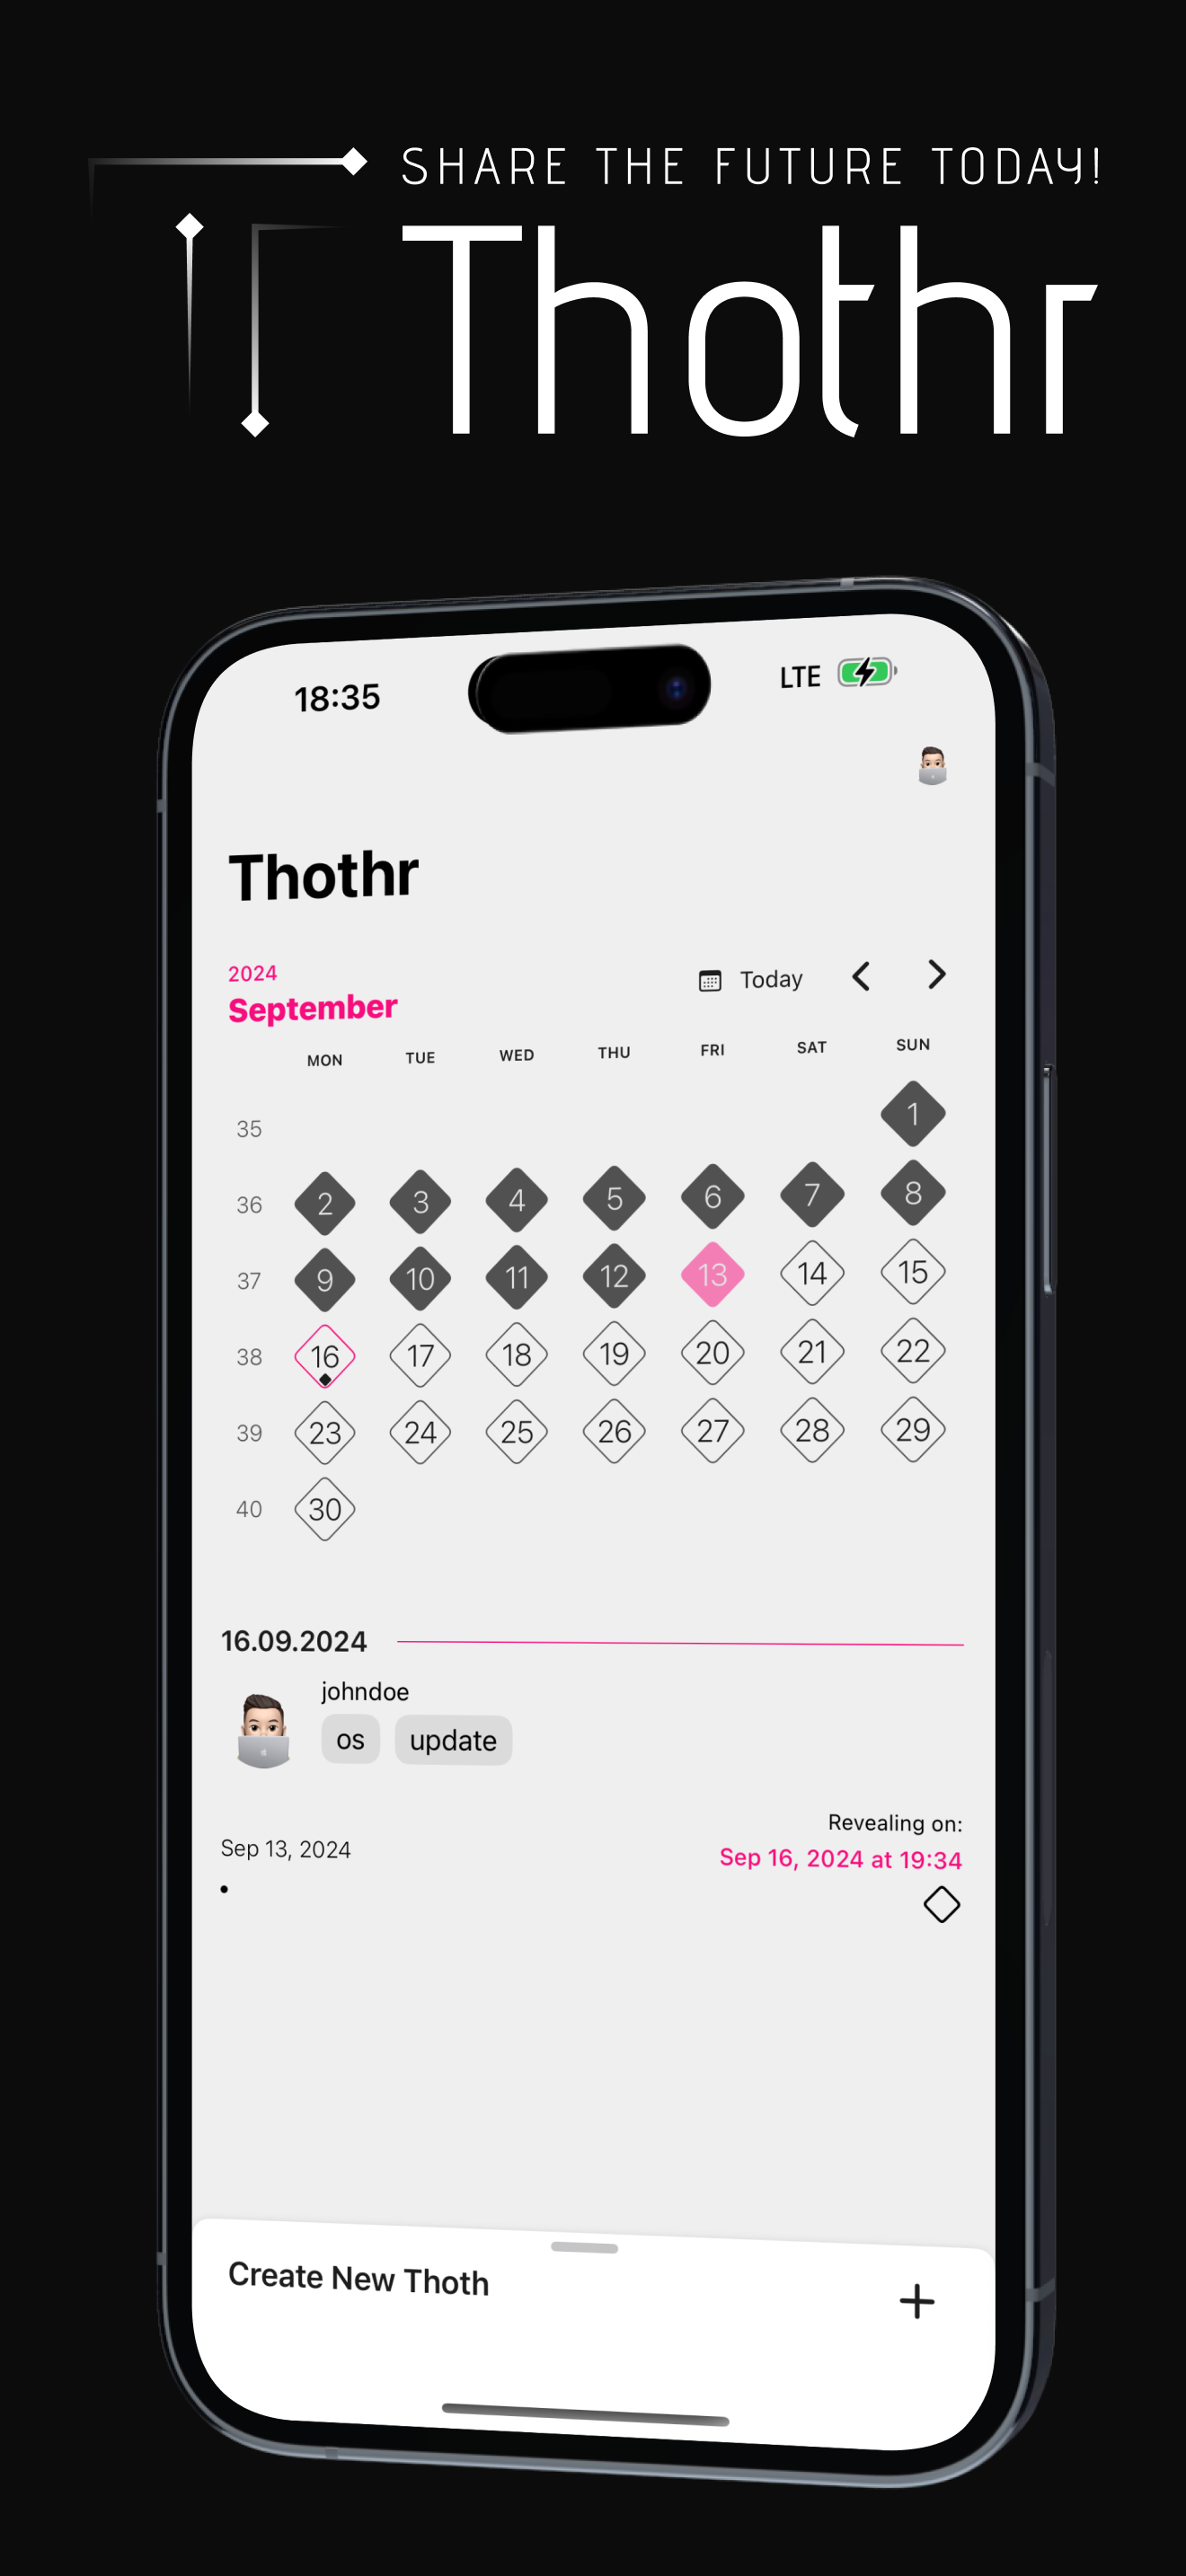 SHARE THE FUTURE TODAY!
Thothr
18:35 LTE
Thothr
2024
September Today
MON TUE WED THU FRI SAT SUN
35 1
36 2 3 4 5 6 7 8
37 9 10 11 12 13 14 15
38 16 17 18 19 20 21 22
39 23 24 25 26 27 28 29
40 30
16.09.2024
johndoe
os update
Revealing on:
Sep 13, 2024 Sep 16, 2024 at 19:34
Create New Thoth